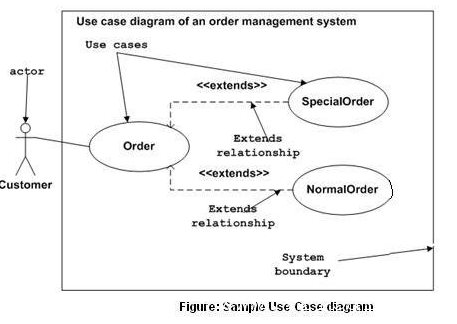 Use case diagram of an order management system
Use cases
actor
<<extends>>
SpecialOrder
Order
Extends
relationship
<<extends>>
Customer
NormalOrder
Extends
relationship
System
boundary
Figure: Sample Use Case diagram